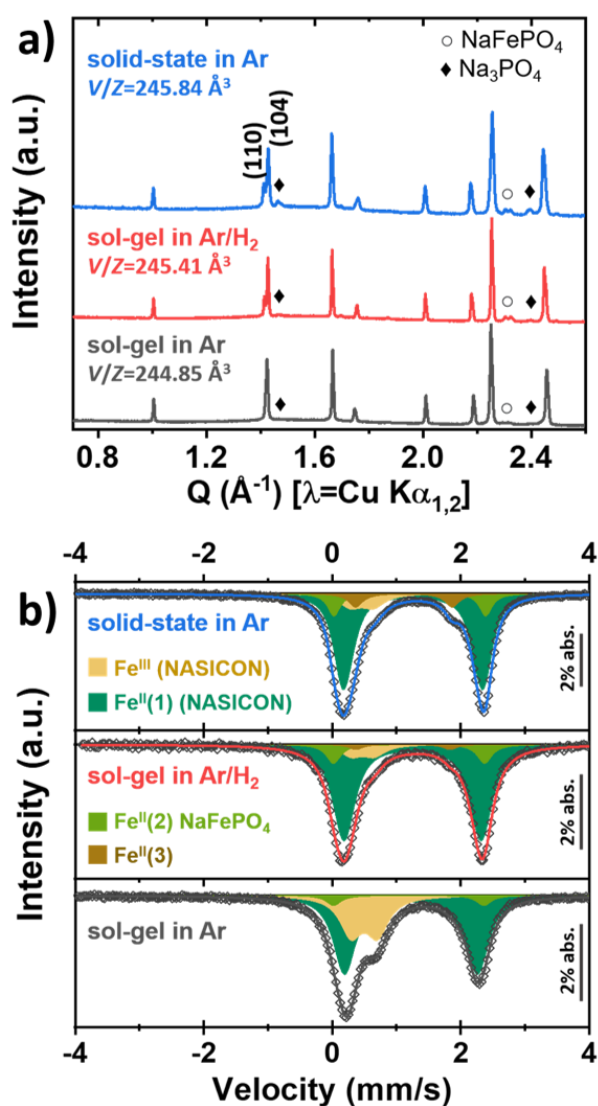 a)
solid-state in Ar
V/Z=245.84 Å³
○ NaFePO₄
♦ Na₃PO₄
(110)
(104)
sol-gel in Ar/H₂
V/Z=245.41 Å³
sol-gel in Ar
V/Z=244.85 Å³
Intensity (a.u.)
0.8 1.2 1.6 2.0 2.4
Q (Å⁻¹) [λ=Cu Kα₁,₂]
b)
-4 -2 0 2 4
solid-state in Ar
Feᴵᴵᴵ (NASICON)
Feᴵᴵ(1) (NASICON)
2% abs.
sol-gel in Ar/H₂
Feᴵᴵ(2) NaFePO₄
Feᴵᴵ(3)
2% abs.
sol-gel in Ar
2% abs.
Intensity (a.u.)
-4 -2 0 2 4
Velocity (mm/s)